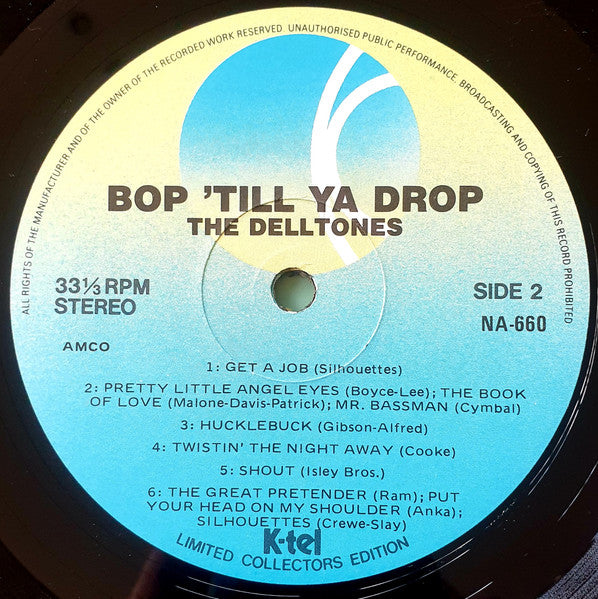 ALL RIGHTS OF THE MANUFACTURER AND OF THE OWNER OF THE RECORDED WORK RESERVED UNAUTHORISED PUBLIC PERFORMANCE, BROADCASTING AND COPYING OF THIS RECORD PROHIBITED
BOP 'TILL YA DROP
THE DELLTONES
33⅓ RPM
STEREO
SIDE 2
NA-660
AMCO
1: GET A JOB (Silhouettes)
2: PRETTY LITTLE ANGEL EYES (Boyce-Lee); THE BOOK
OF LOVE (Malone-Davis-Patrick); MR. BASSMAN (Cymbal)
3: HUCKLEBUCK (Gibson-Alfred)
4: TWISTIN' THE NIGHT AWAY (Cooke)
5: SHOUT (Isley Bros.)
6: THE GREAT PRETENDER (Ram); PUT
YOUR HEAD ON MY SHOULDER (Anka);
SILHOUETTES (Crewe-Slay)
K-tel
LIMITED COLLECTORS EDITION